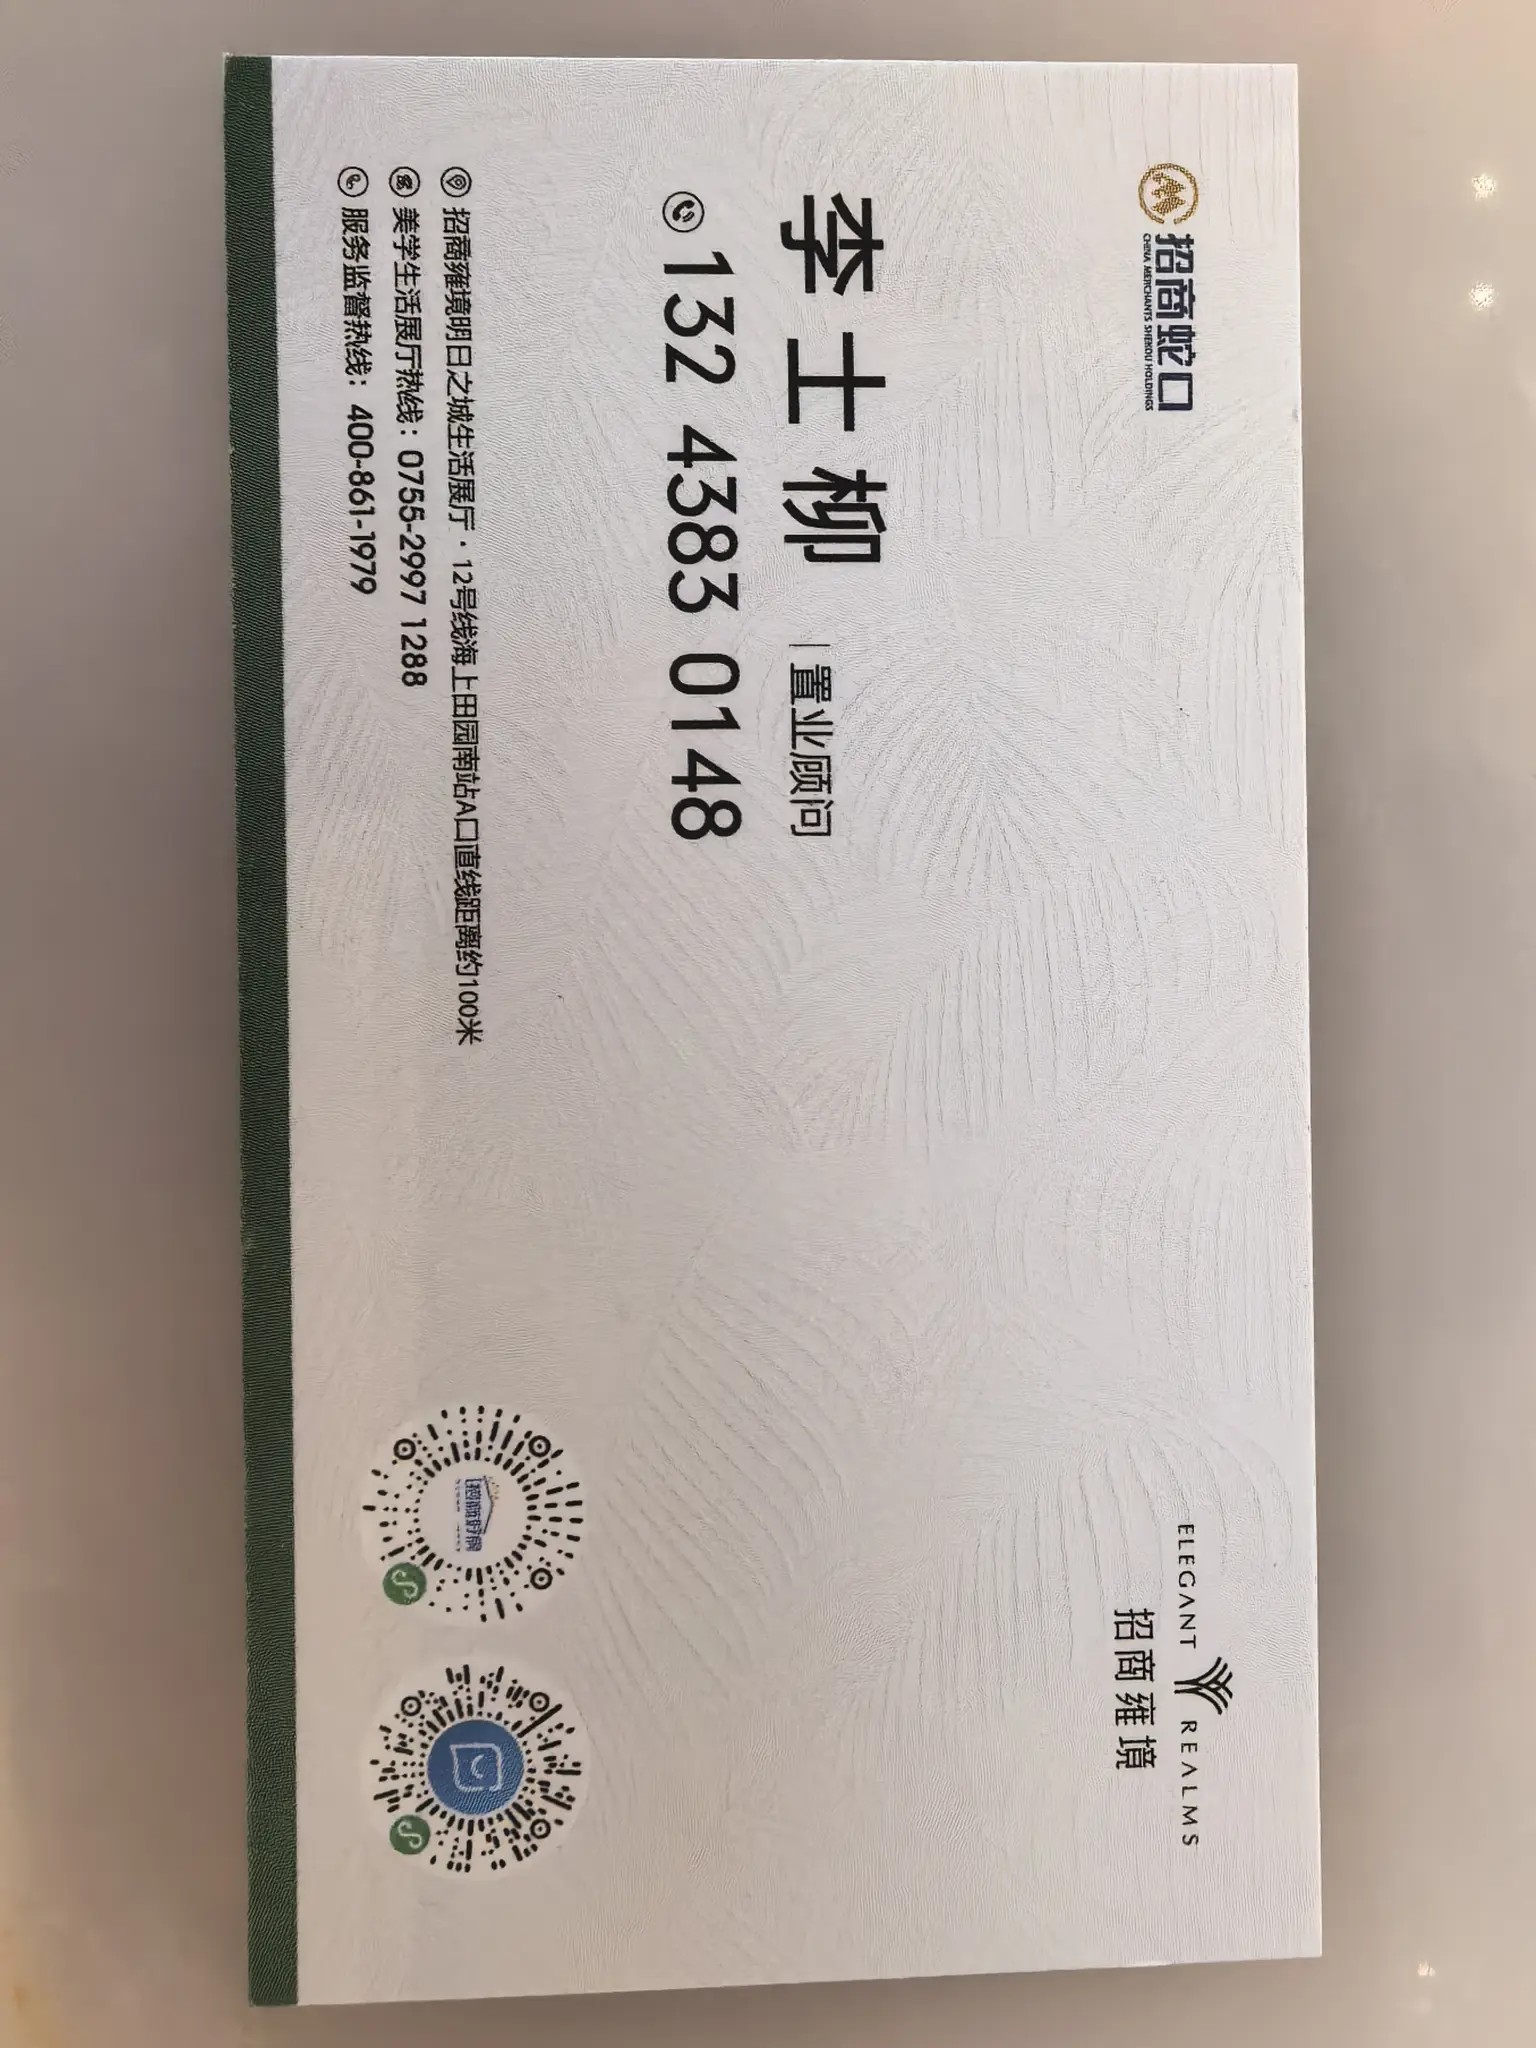 招商蛇口
CHINA MERCHANTS SHEKOU HOLDINGS
ELEGANT REALMS
招商雍境
李士柳 | 置业顾问
132 4383 0148
招商雍境明日之城生活展厅·12号线海上田园南站A口直线距离约100米
美学生活展厅热线：0755-2997 1288
服务监督热线：400-861-1979
招商好房